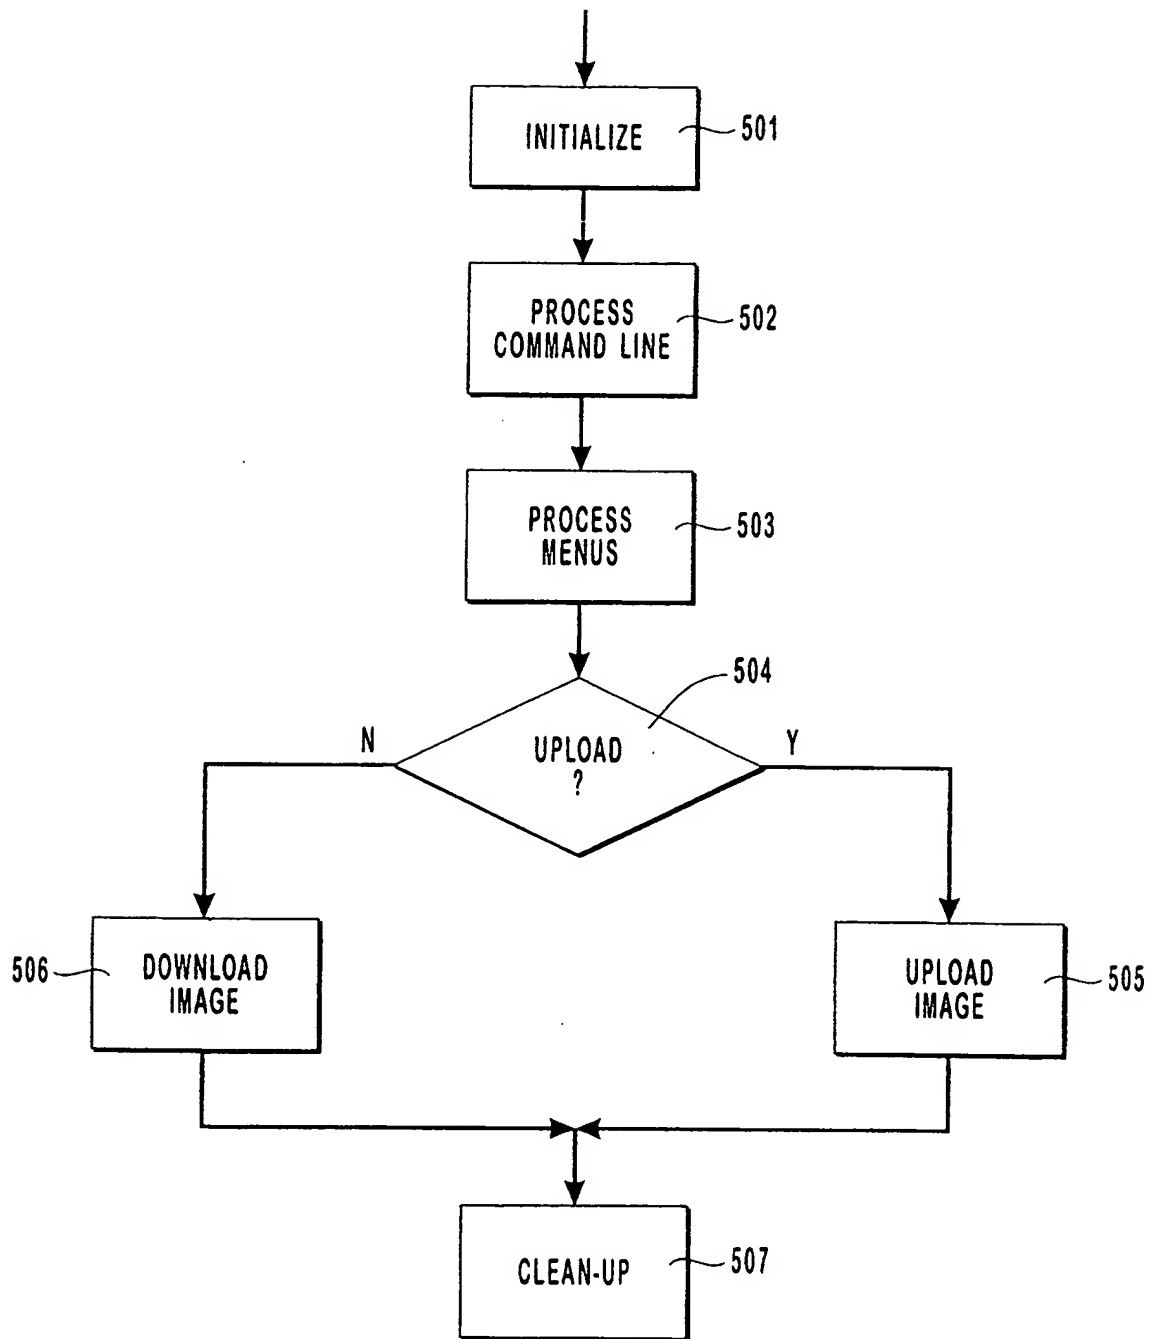 INITIALIZE
501
PROCESS
COMMAND LINE
502
PROCESS
MENUS
503
504
N
UPLOAD
?
Y
506
DOWNLOAD
IMAGE
UPLOAD
IMAGE
505
CLEAN-UP
507